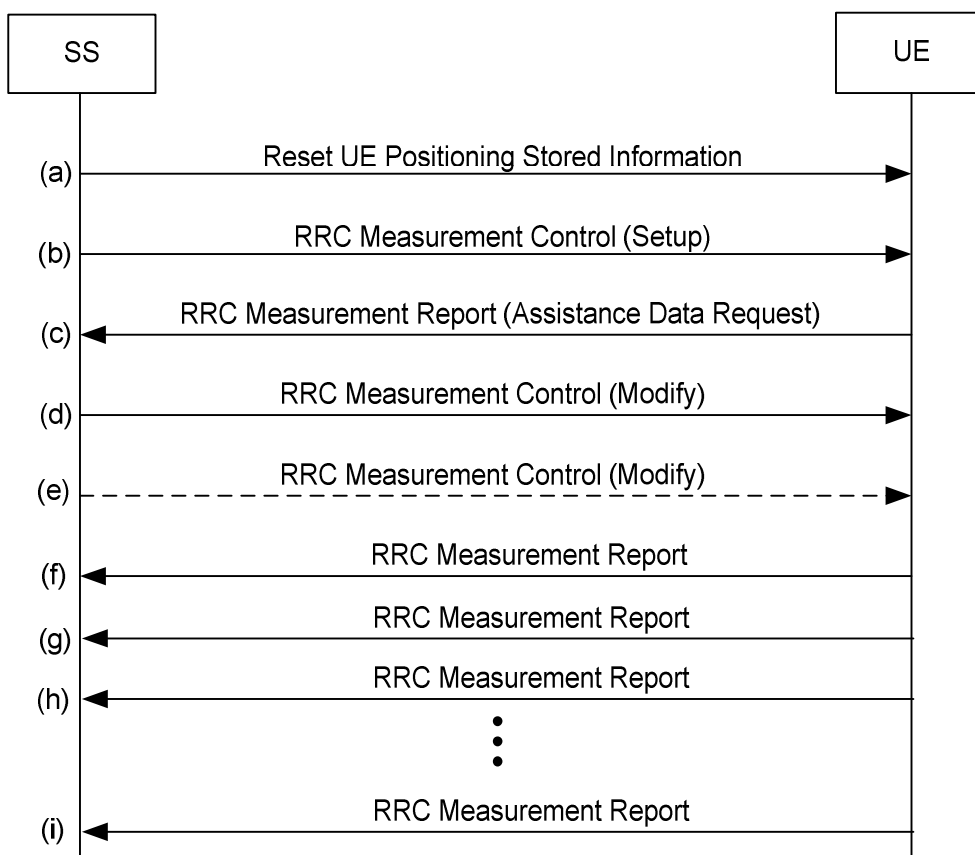 SS
UE
(a)
Reset UE Positioning Stored Information
(b)
RRC Measurement Control (Setup)
(c)
RRC Measurement Report (Assistance Data Request)
(d)
RRC Measurement Control (Modify)
(e)
RRC Measurement Control (Modify)
(f)
RRC Measurement Report
(g)
RRC Measurement Report
(h)
RRC Measurement Report
(i)
RRC Measurement Report